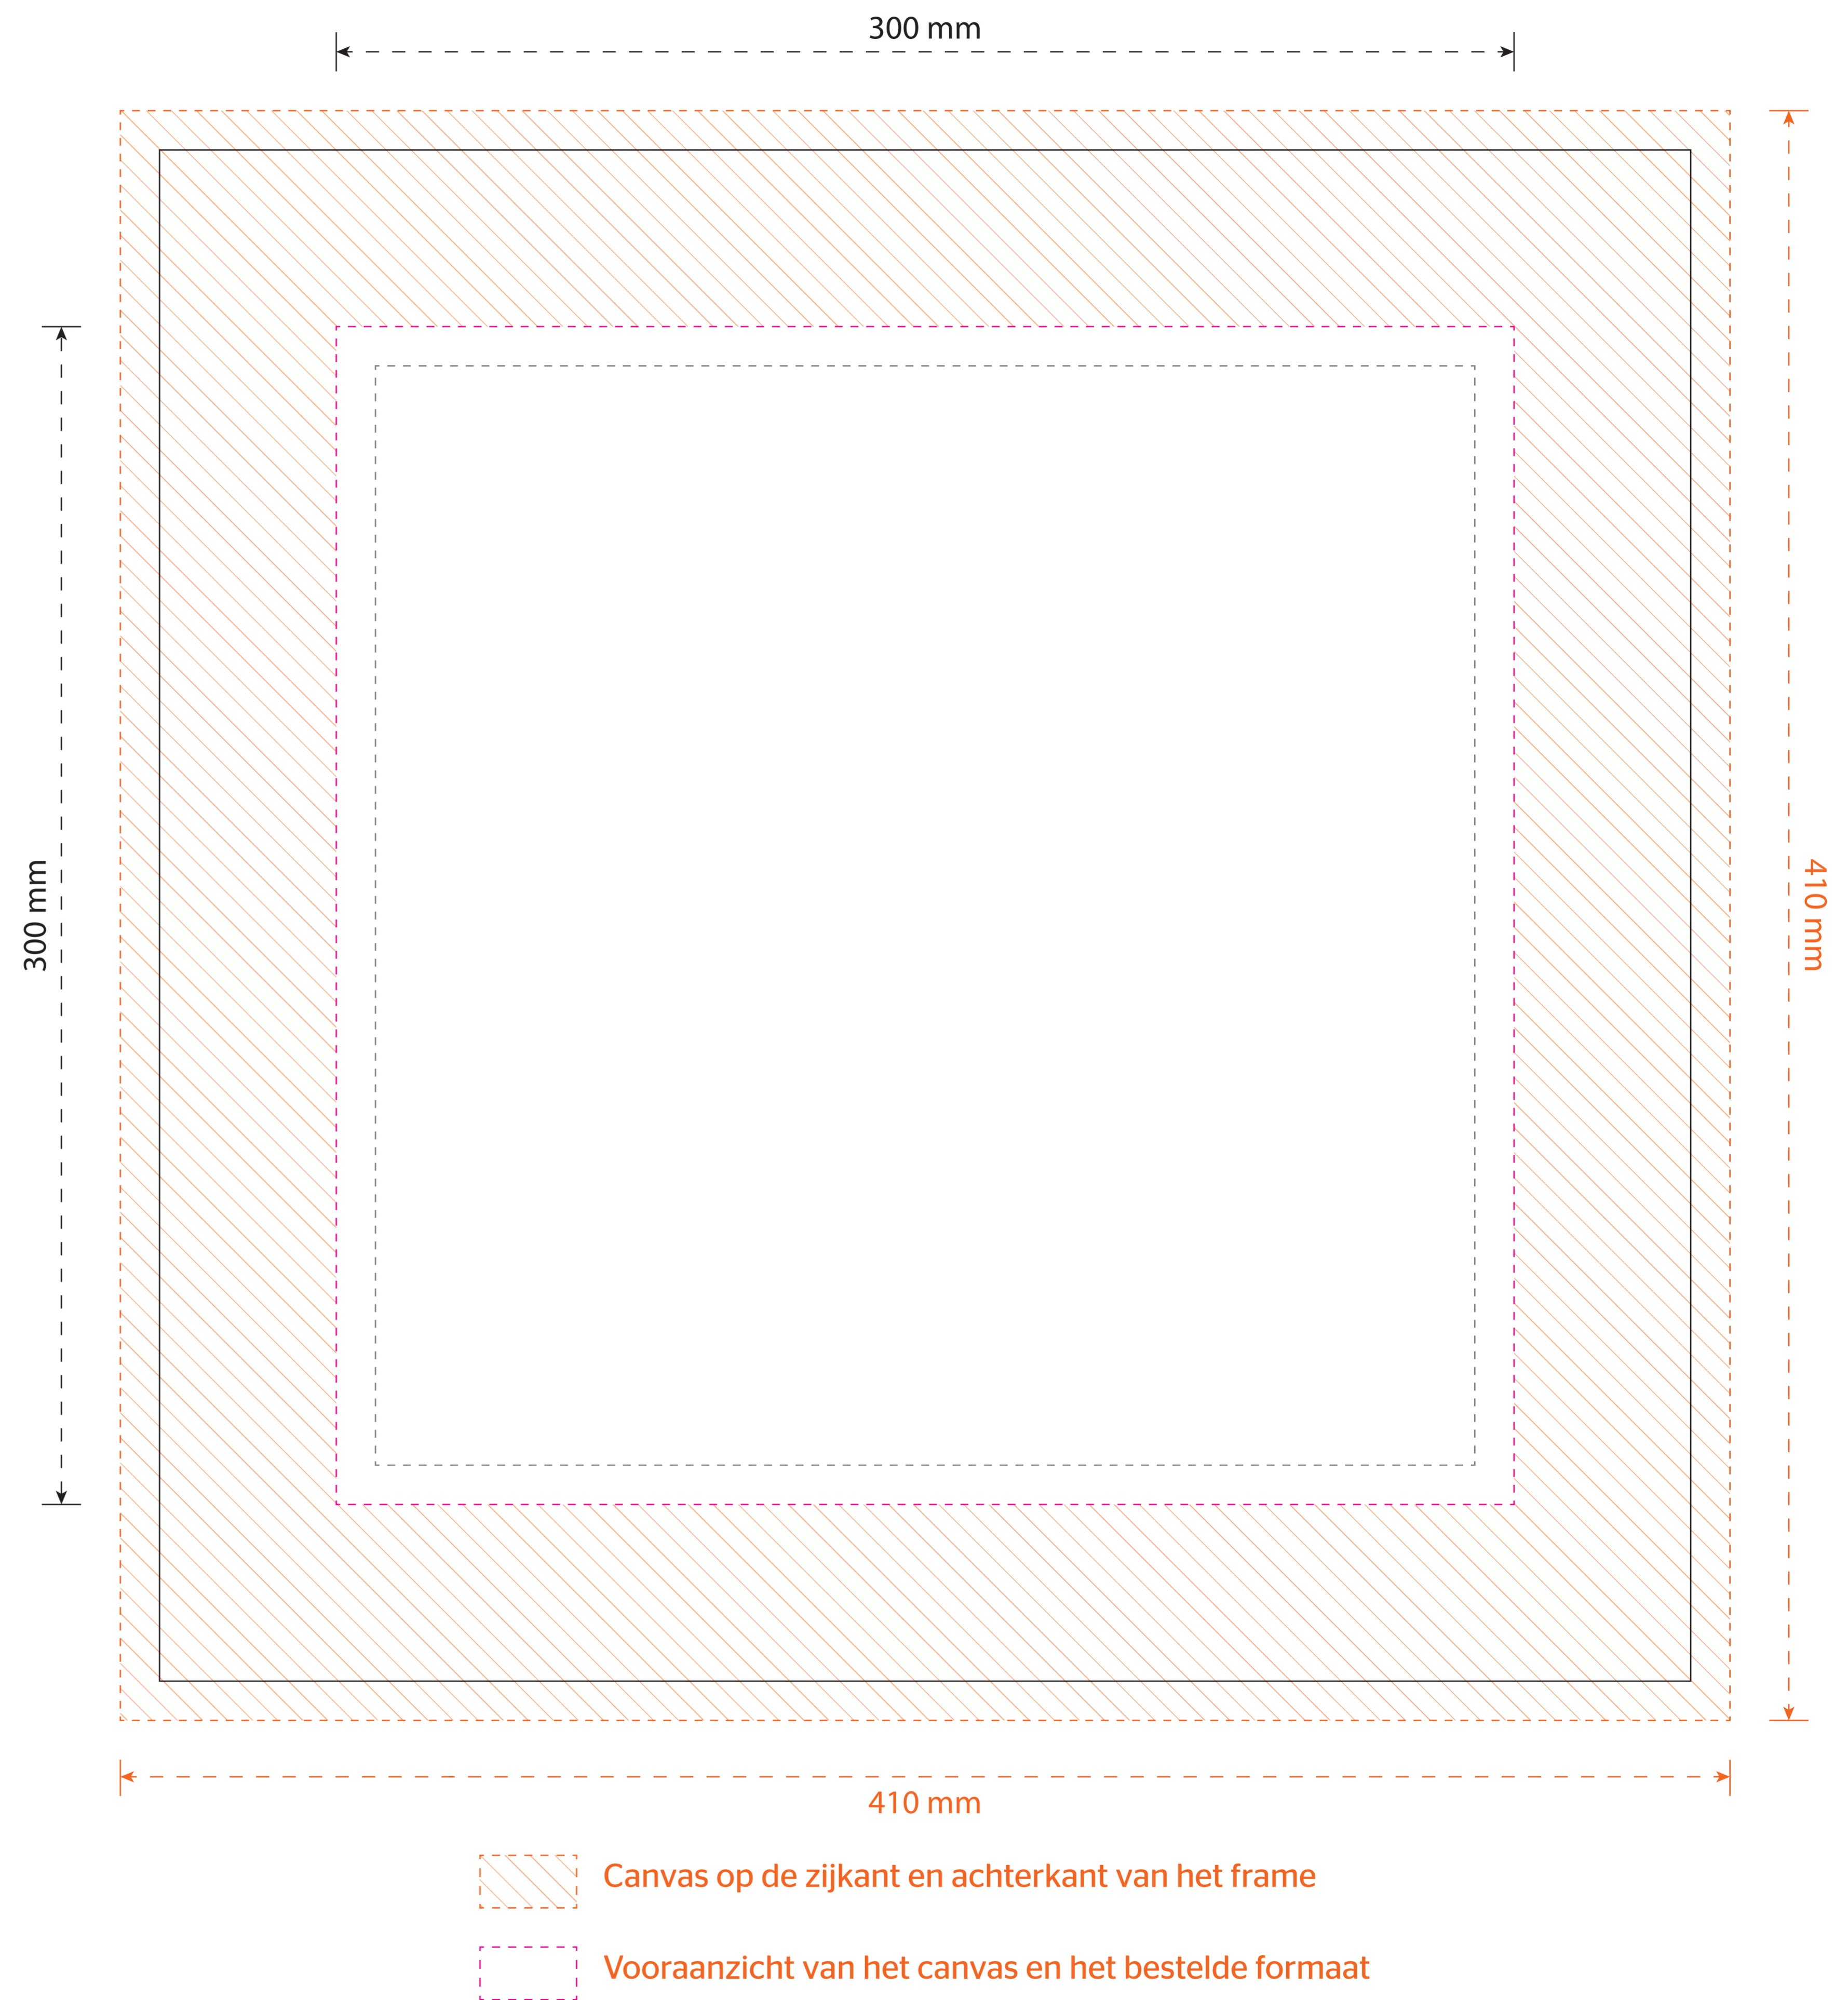 300 mm
300 mm
410 mm
410 mm
Canvas op de zijkant en achterkant van het frame
Vooraanzicht van het canvas en het bestelde formaat